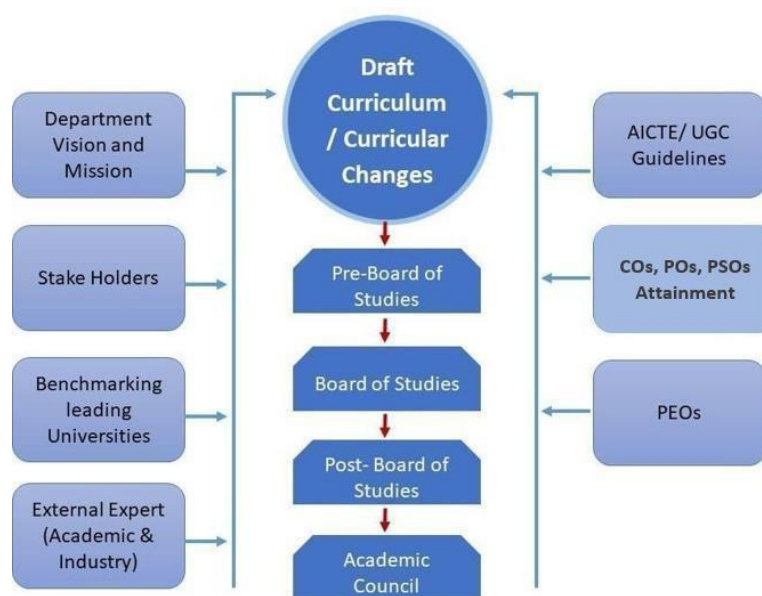 Draft
Curriculum
/ Curricular
Changes
Department
Vision and
Mission
Stake Holders
Benchmarking
leading
Universities
External Expert
(Academic &
Industry)
Pre-Board of
Studies
Board of Studies
Post- Board of
Studies
Academic
Council
AICTE/ UGC
Guidelines
COs, POs, PSOs
Attainment
PEOs